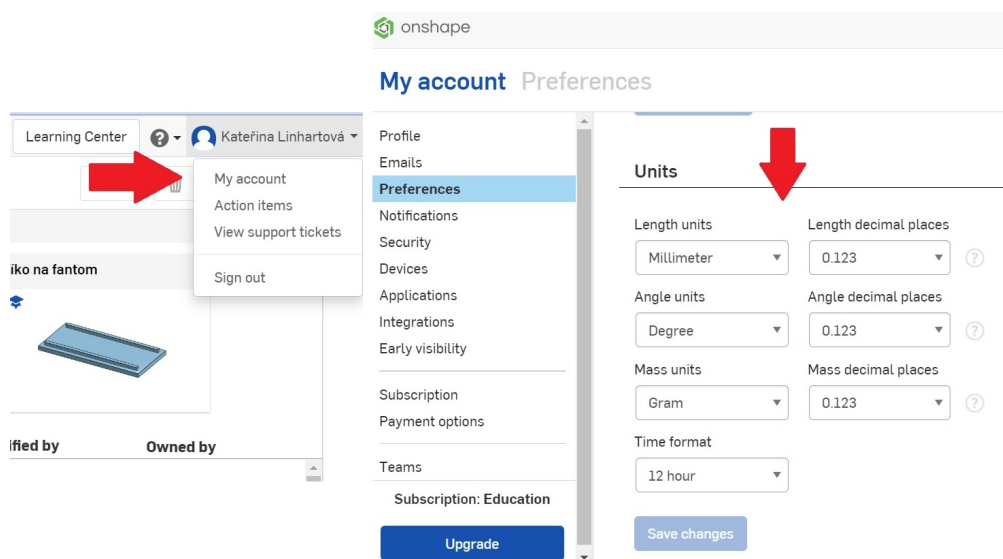 Learning Center
Kateřina Linhartová
My account
Action items
View support tickets
Sign out
íko na fantom
ified by Owned by
onshape
My account Preferences
Profile
Emails
Preferences
Notifications
Security
Devices
Applications
Integrations
Early visibility
Subscription
Payment options
Teams
Subscription: Education
Upgrade
Units
Length units Length decimal places
Millimeter 0.123
Angle units Angle decimal places
Degree 0.123
Mass units Mass decimal places
Gram 0.123
Time format
12 hour
Save changes